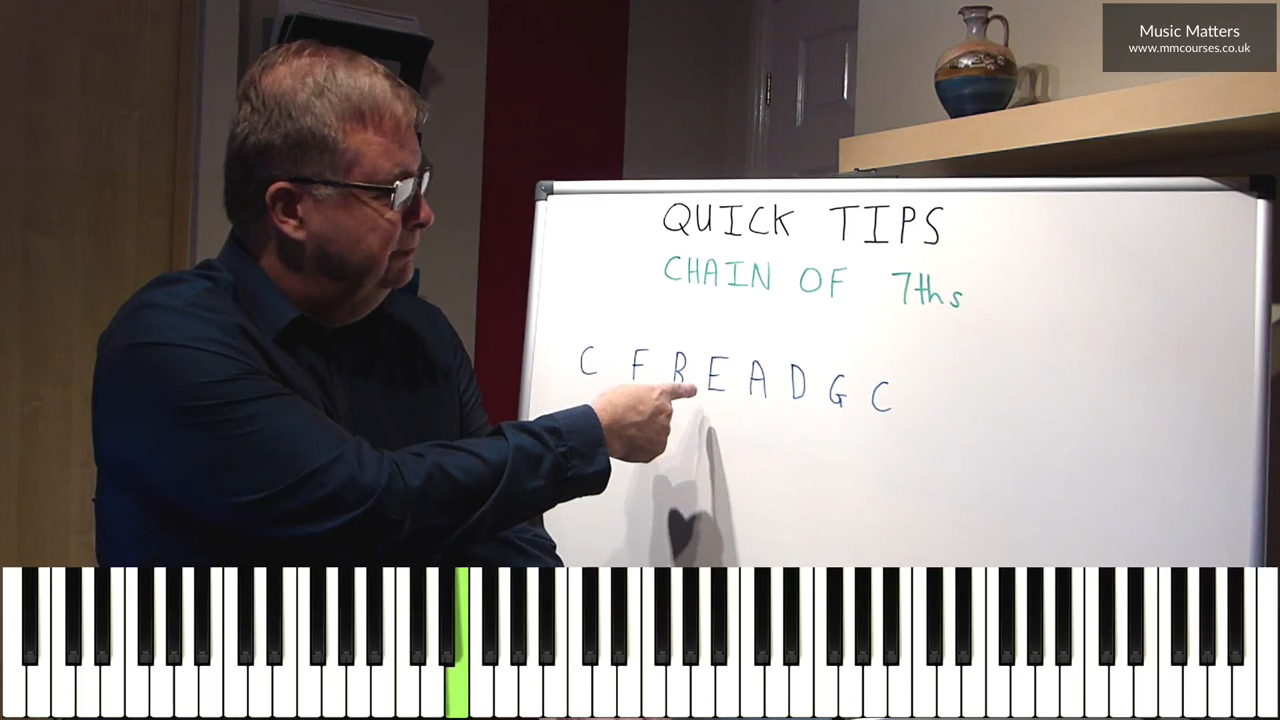 Music Matters
www.mmcourses.co.uk
QUICK TIPS
CHAIN OF 7ths
C F B E A D G C